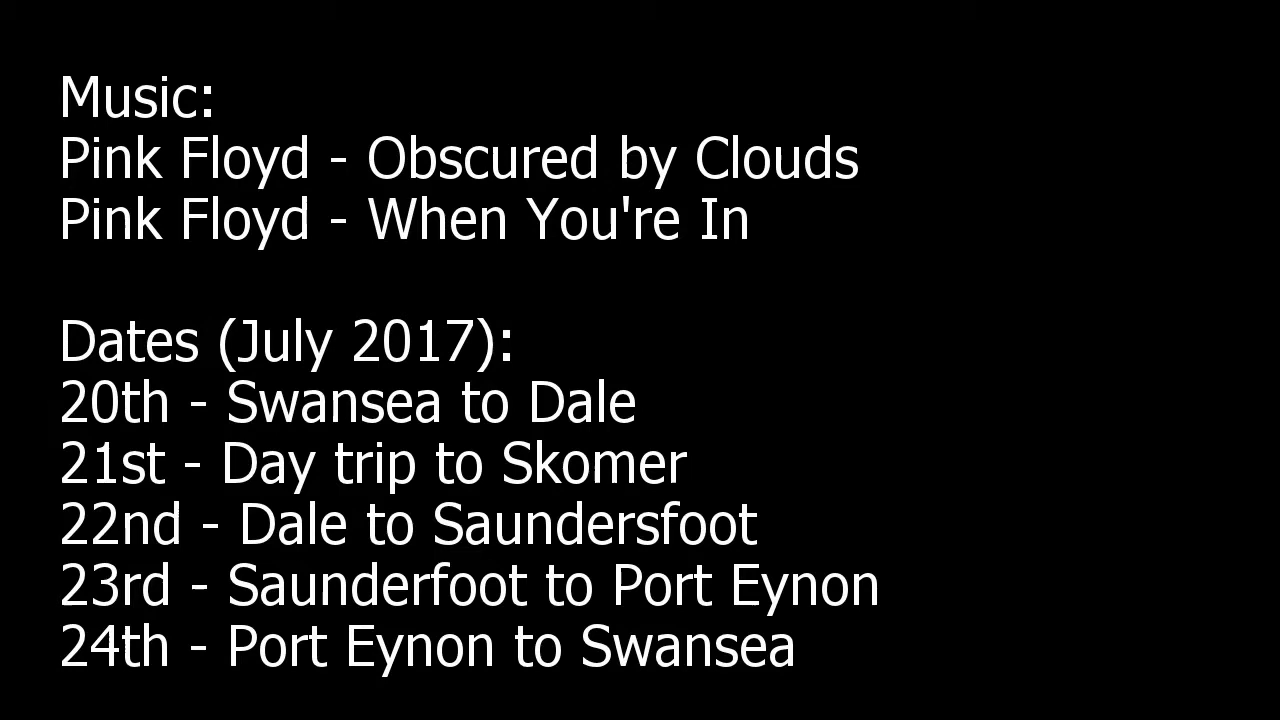 Music:
Pink Floyd - Obscured by Clouds
Pink Floyd - When You're In
Dates (July 2017):
20th - Swansea to Dale
21st - Day trip to Skomer
22nd - Dale to Saundersfoot
23rd - Saunderfoot to Port Eynon
24th - Port Eynon to Swansea